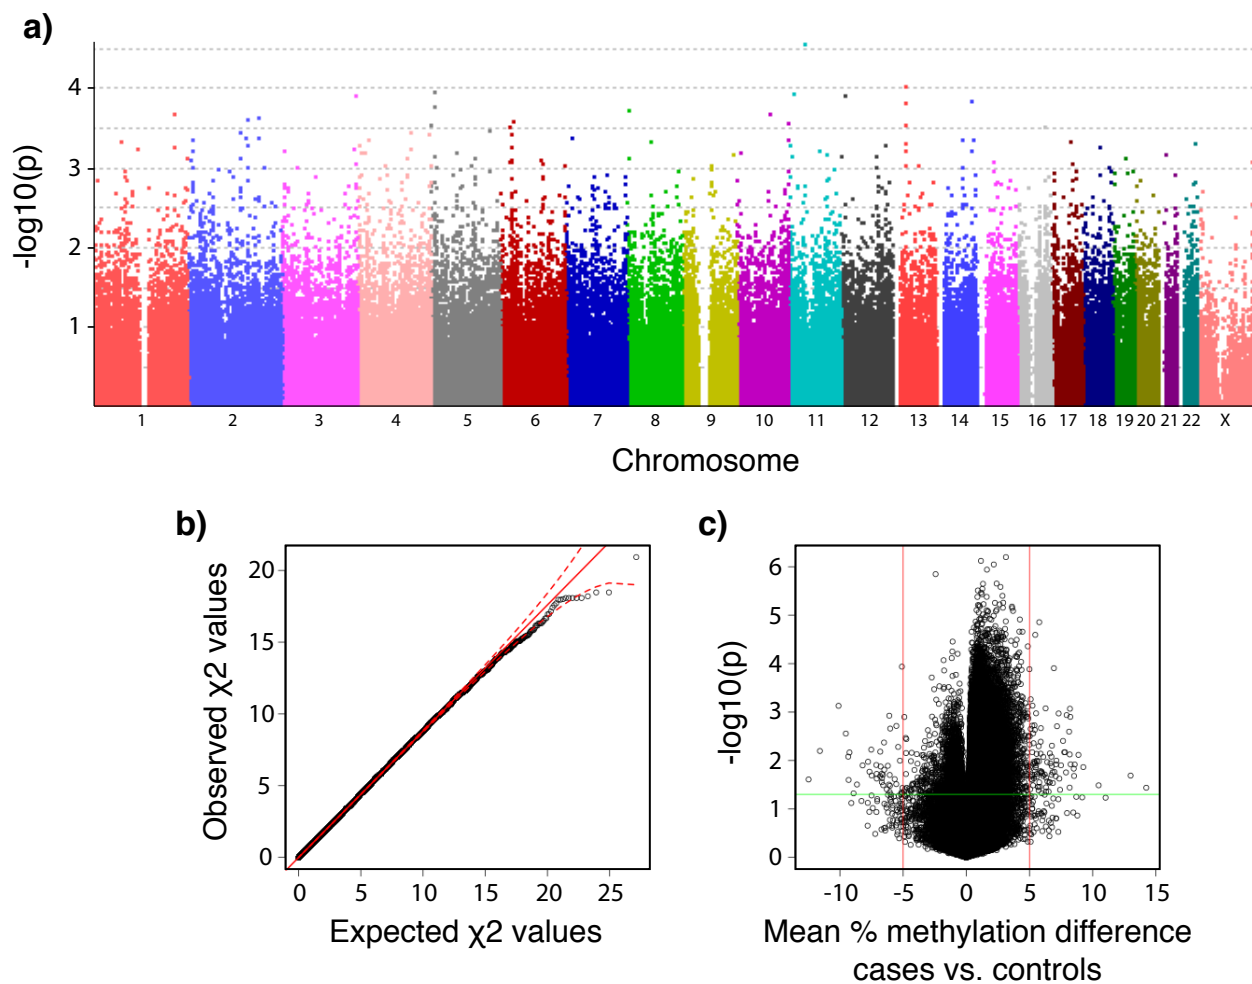 a)
-log10(p)
4
3
2
1
1 2 3 4 5 6 7 8 9 10 11 12 13 14 15 16 17 18 19 20 21 22 X
Chromosome
b)
Observed χ2 values
20
15
10
5
0
0 5 10 15 20 25
Expected χ2 values
c)
-log10(p)
6
5
4
3
2
1
0
-10 -5 0 5 10 15
Mean % methylation difference
cases vs. controls